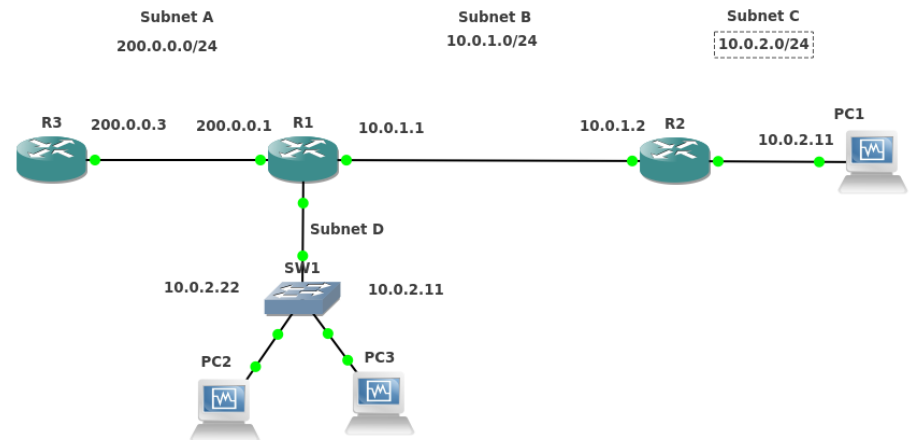 Subnet A
200.0.0.0/24
Subnet B
10.0.1.0/24
Subnet C
10.0.2.0/24
R3
200.0.0.3
200.0.0.1
R1
10.0.1.1
10.0.1.2
R2
10.0.2.11
PC1
Subnet D
SW1
10.0.2.22
10.0.2.11
PC2
PC3